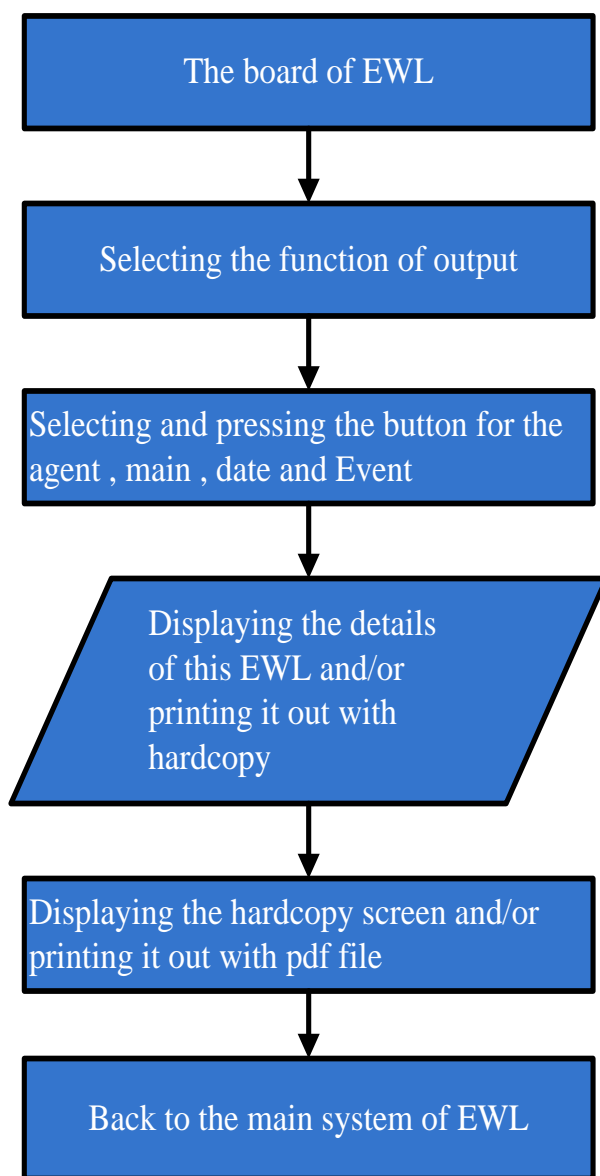 The board of EWL
Selecting the function of output
Selecting and pressing the button for the
agent , main , date and Event
Displaying the details
of this EWL and/or
printing it out with
hardcopy
Displaying the hardcopy screen and/or
printing it out with pdf file
Back to the main system of EWL